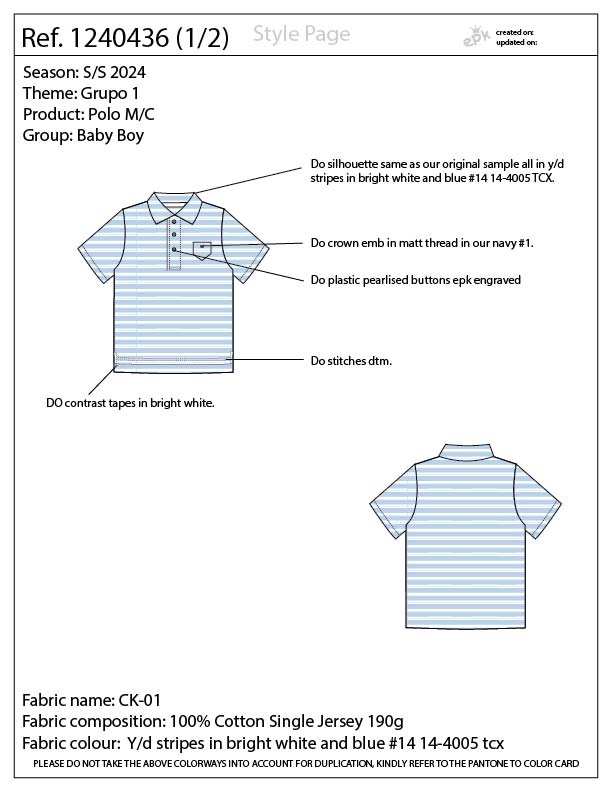 Ref. 1240436 (1/2)
Style Page
epk
created on:
updated on:
Season: S/S 2024
Theme: Grupo 1
Product: Polo M/C
Group: Baby Boy
Do silhouette same as our original sample all in y/d
stripes in bright white and blue #14 14-4005 TCX.
Do crown emb in matt thread in our navy #1.
Do plastic pearlised buttons epk engraved
Do stitches dtm.
DO contrast tapes in bright white.
Fabric name: CK-01
Fabric composition: 100% Cotton Single Jersey 190g
Fabric colour: Y/d stripes in bright white and blue #14 14-4005 tcx
PLEASE DO NOT TAKE THE ABOVE COLORWAYS INTO ACCOUNT FOR DUPLICATION, KINDLY REFER TO THE PANTONE TO COLOR CARD